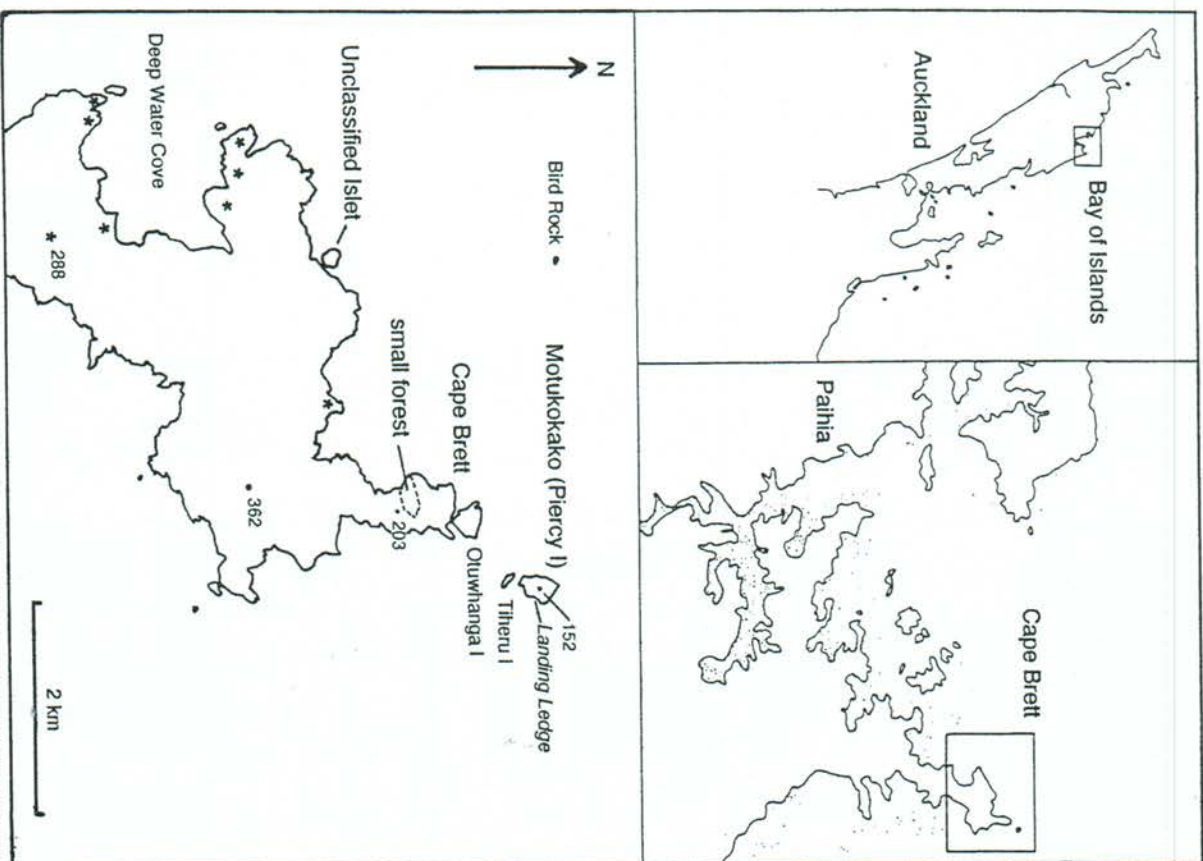 Bay of Islands
Auckland
Cape Brett
Paihia
N
Bird Rock
Motukokako (Piercy I)
152
Landing Ledge
Tiheru I
Otuwhanga I
Cape Brett
small forest
203
Unclassified Islet
362
Deep Water Cove
288
2 km